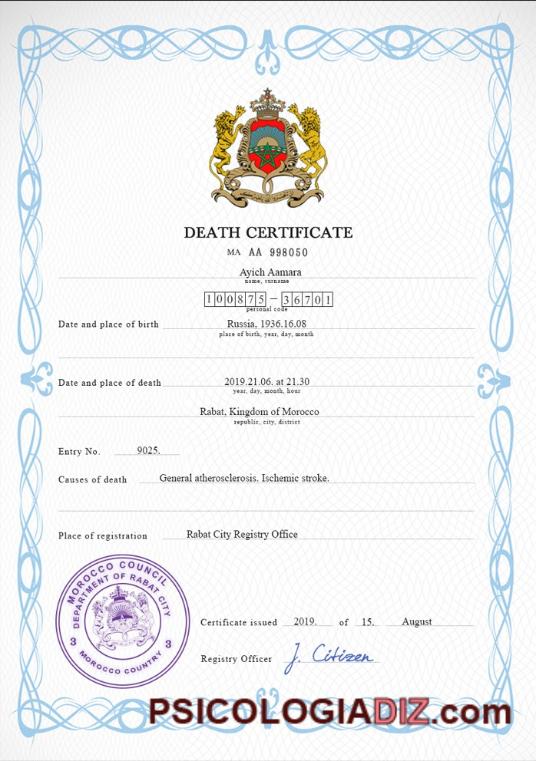 DEATH CERTIFICATE
MA AA 998050
Ayich Aamara
name, surname
100875-36701
personal code
Date and place of birth Russia, 1936.16.08
place of birth, year, day, month
Date and place of death 2019.21.06. at 21.30
year, day, month, hour
Rabat, Kingdom of Morocco
republic, city, district
Entry No. 9025.
Causes of death General atherosclerosis. Ischemic stroke.
Place of registration Rabat City Registry Office
MOROCCO COUNCIL
DEPARTMENT OF RABAT CITY
3 3
MOROCCO COUNTRY
Certificate issued 2019. of 15. August
Registry Officer J. Citizen
PSICOLOGIADIZ.com